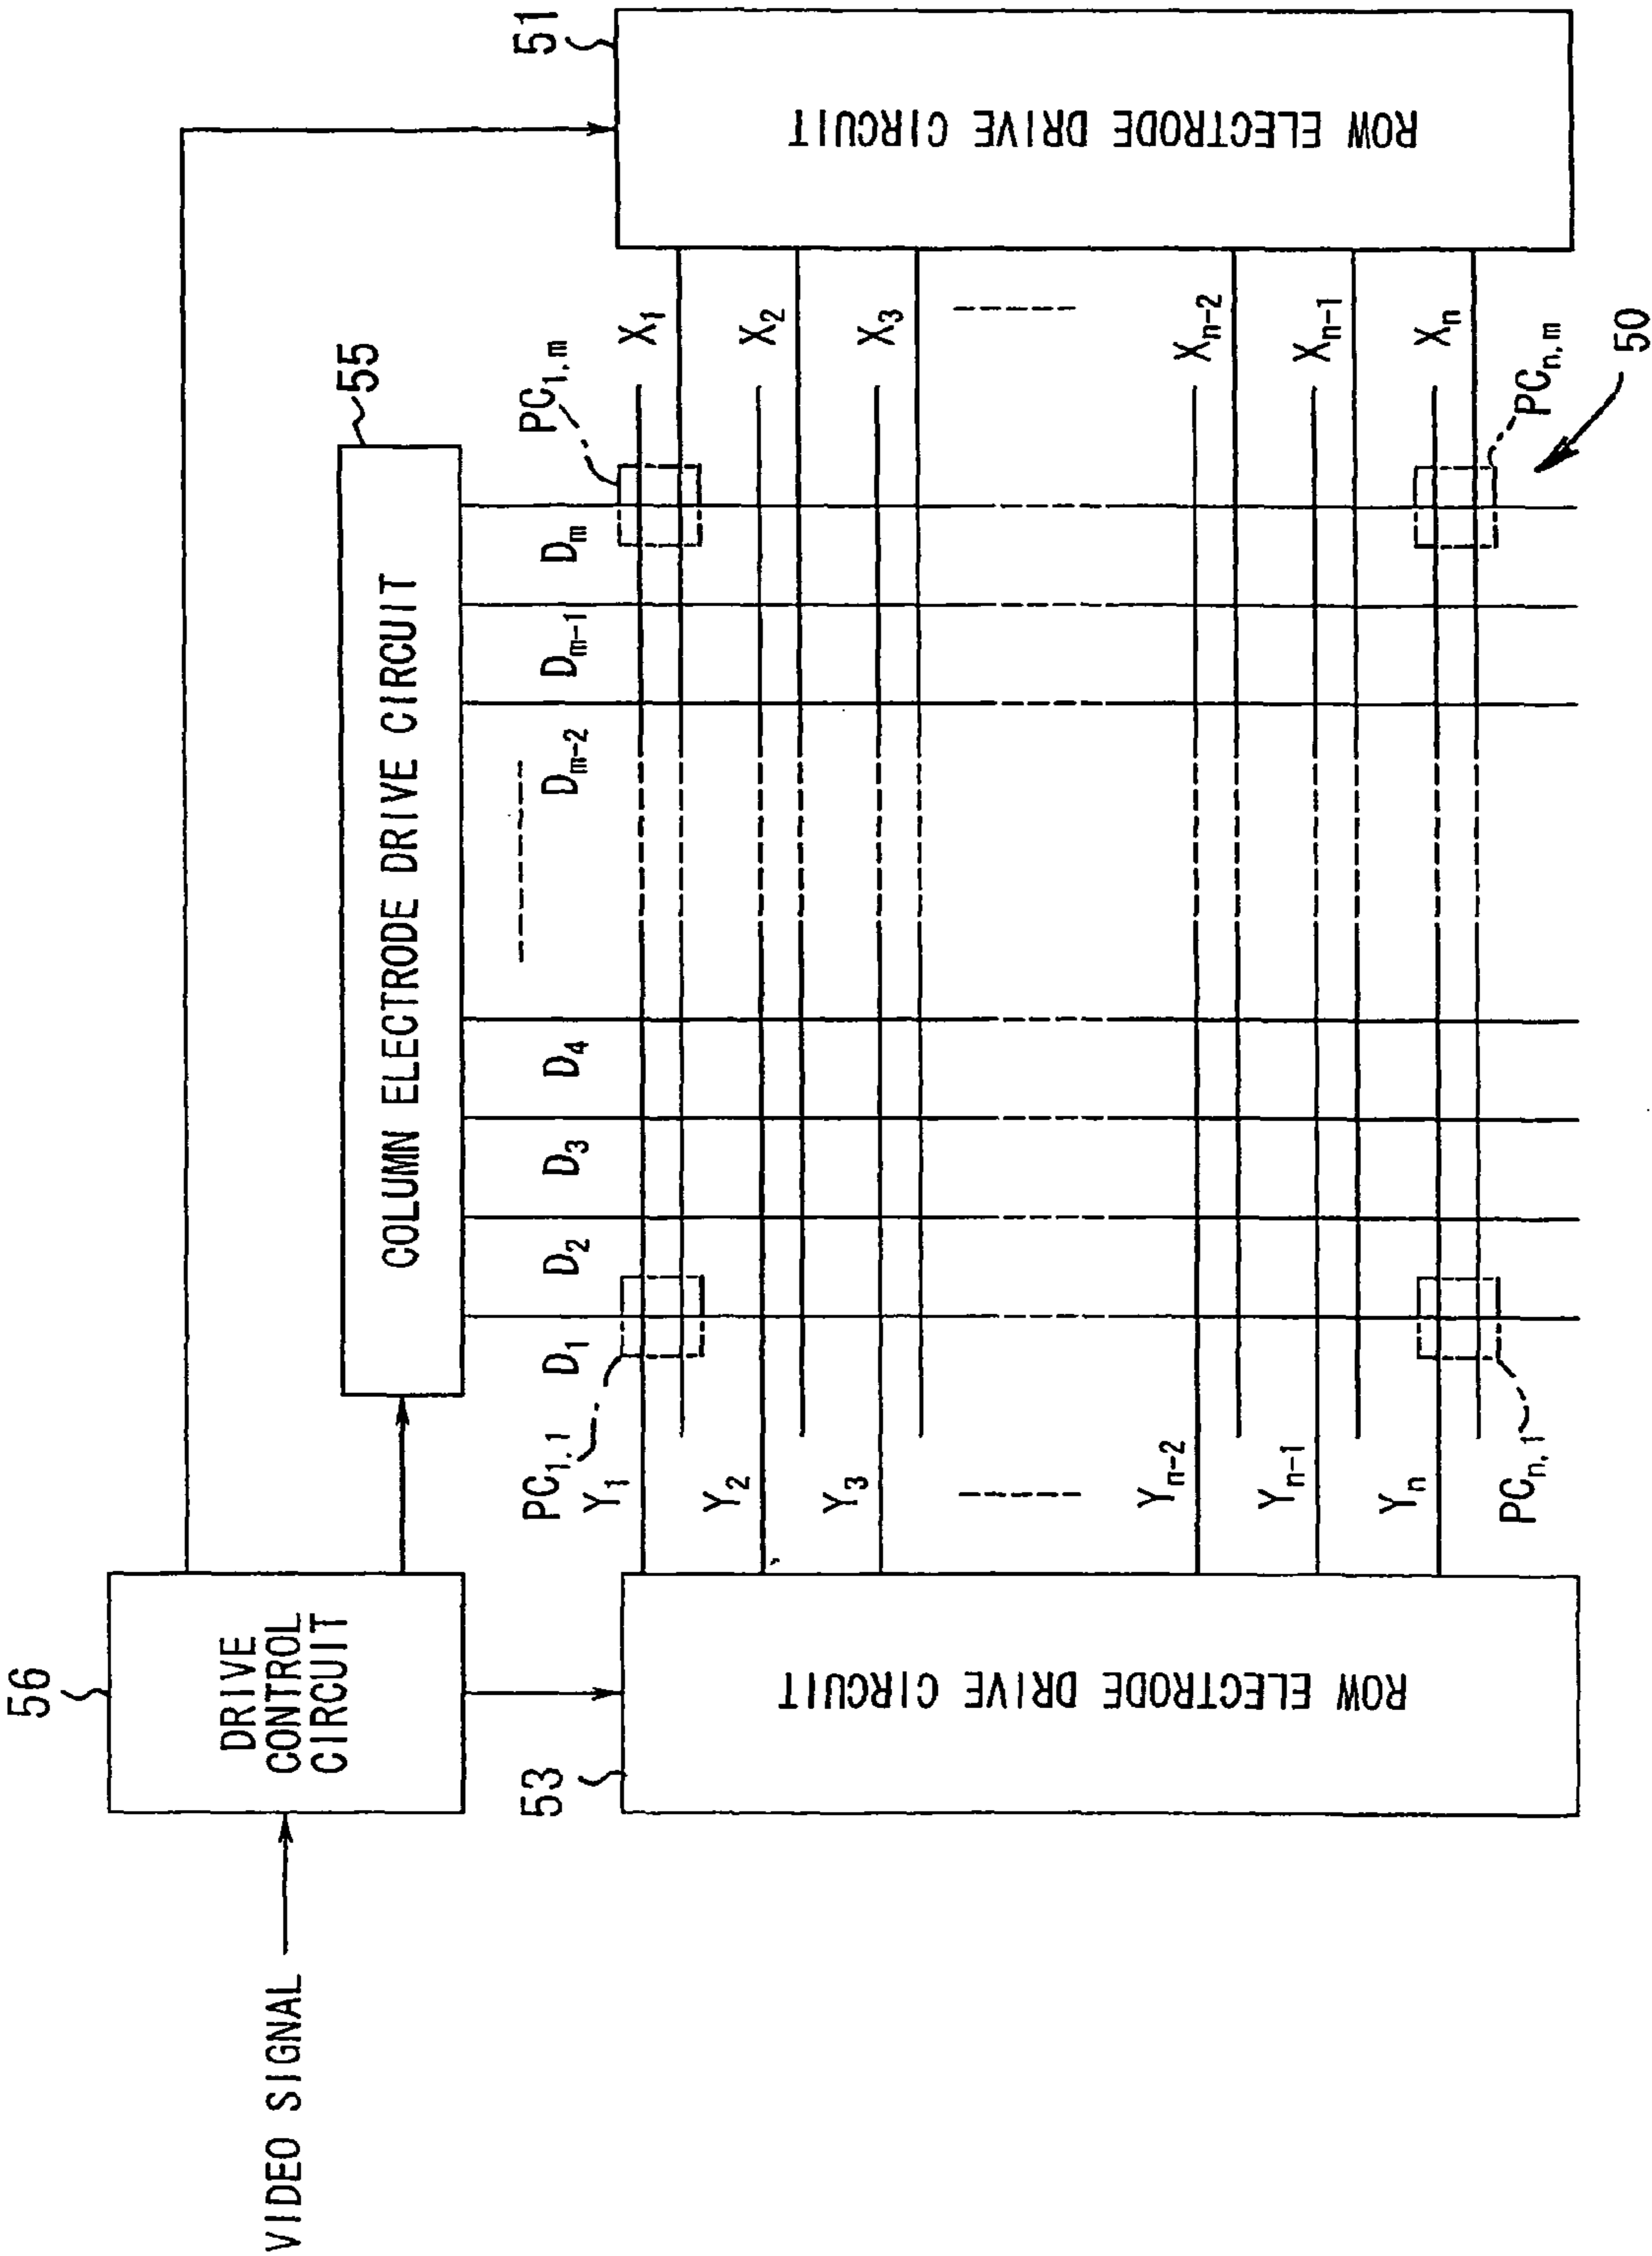 VIDEO SIGNAL
56
DRIVE
CONTROL
CIRCUIT
55
COLUMN ELECTRODE DRIVE CIRCUIT
53
ROW ELECTRODE DRIVE CIRCUIT
51
ROW ELECTRODE DRIVE CIRCUIT
D1 D2 D3 D4 Dm-2 Dm-1 Dm
PC1,1
PC1,m
Y1
X1
Y2
X2
Y3
X3
Yn-2
Xn-2
Yn-1
Xn-1
Yn
Xn
PCn,1
PCn,m
50